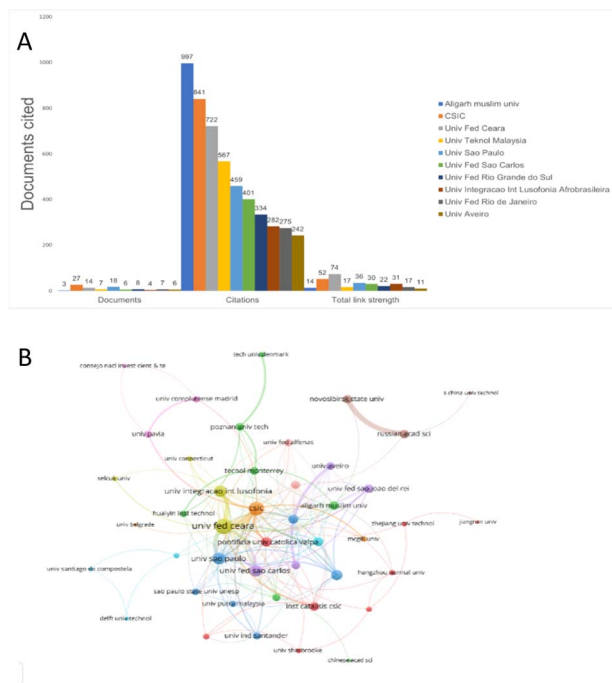 A
Documents cited
1200
1000
800
600
400
200
0
3 27 14 7 18 6 8 4 7 6
997 841 722 567 459 401 334 282 275 242
14 52 74 17 36 30 22 31 17 11
Documents Citations Total link strength
Aligarh muslim univ
CSIC
Univ Fed Ceara
Univ Teknol Malaysia
Univ Sao Paulo
Univ Fed Sao Carlos
Univ Fed Rio Grande do Sul
Univ Integracao Int Lusofonia Afrobrasileira
Univ Fed Rio de Janeiro
Univ Aveiro
B
tech univ denmark
consejo nacl invest cient & te
univ complutense madrid
novosibirsk state univ
s china univ technol
poznan univ tech
univ pavia
russian acad sci
univ fed alfenas
univ connecticut
tecnol monterrey
univ aveiro
selcuk univ
univ integracao int lusofonia
univ fed sao joao del rei
csic
aligarh muslim univ
huaiyin inst technol
univ belgrade
univ fed ceara
zhejiang univ technol
jiangnan univ
pontificia univ catolica valpa
mcgill univ
univ sao paulo
univ santiago de compostela
univ fed sao carlos
hangzhou normal univ
sao paulo state univ unesp
univ putra malaysia
inst catalisis csic
delft univ technol
univ ind santander
univ sherbrooke
chinese acad sci